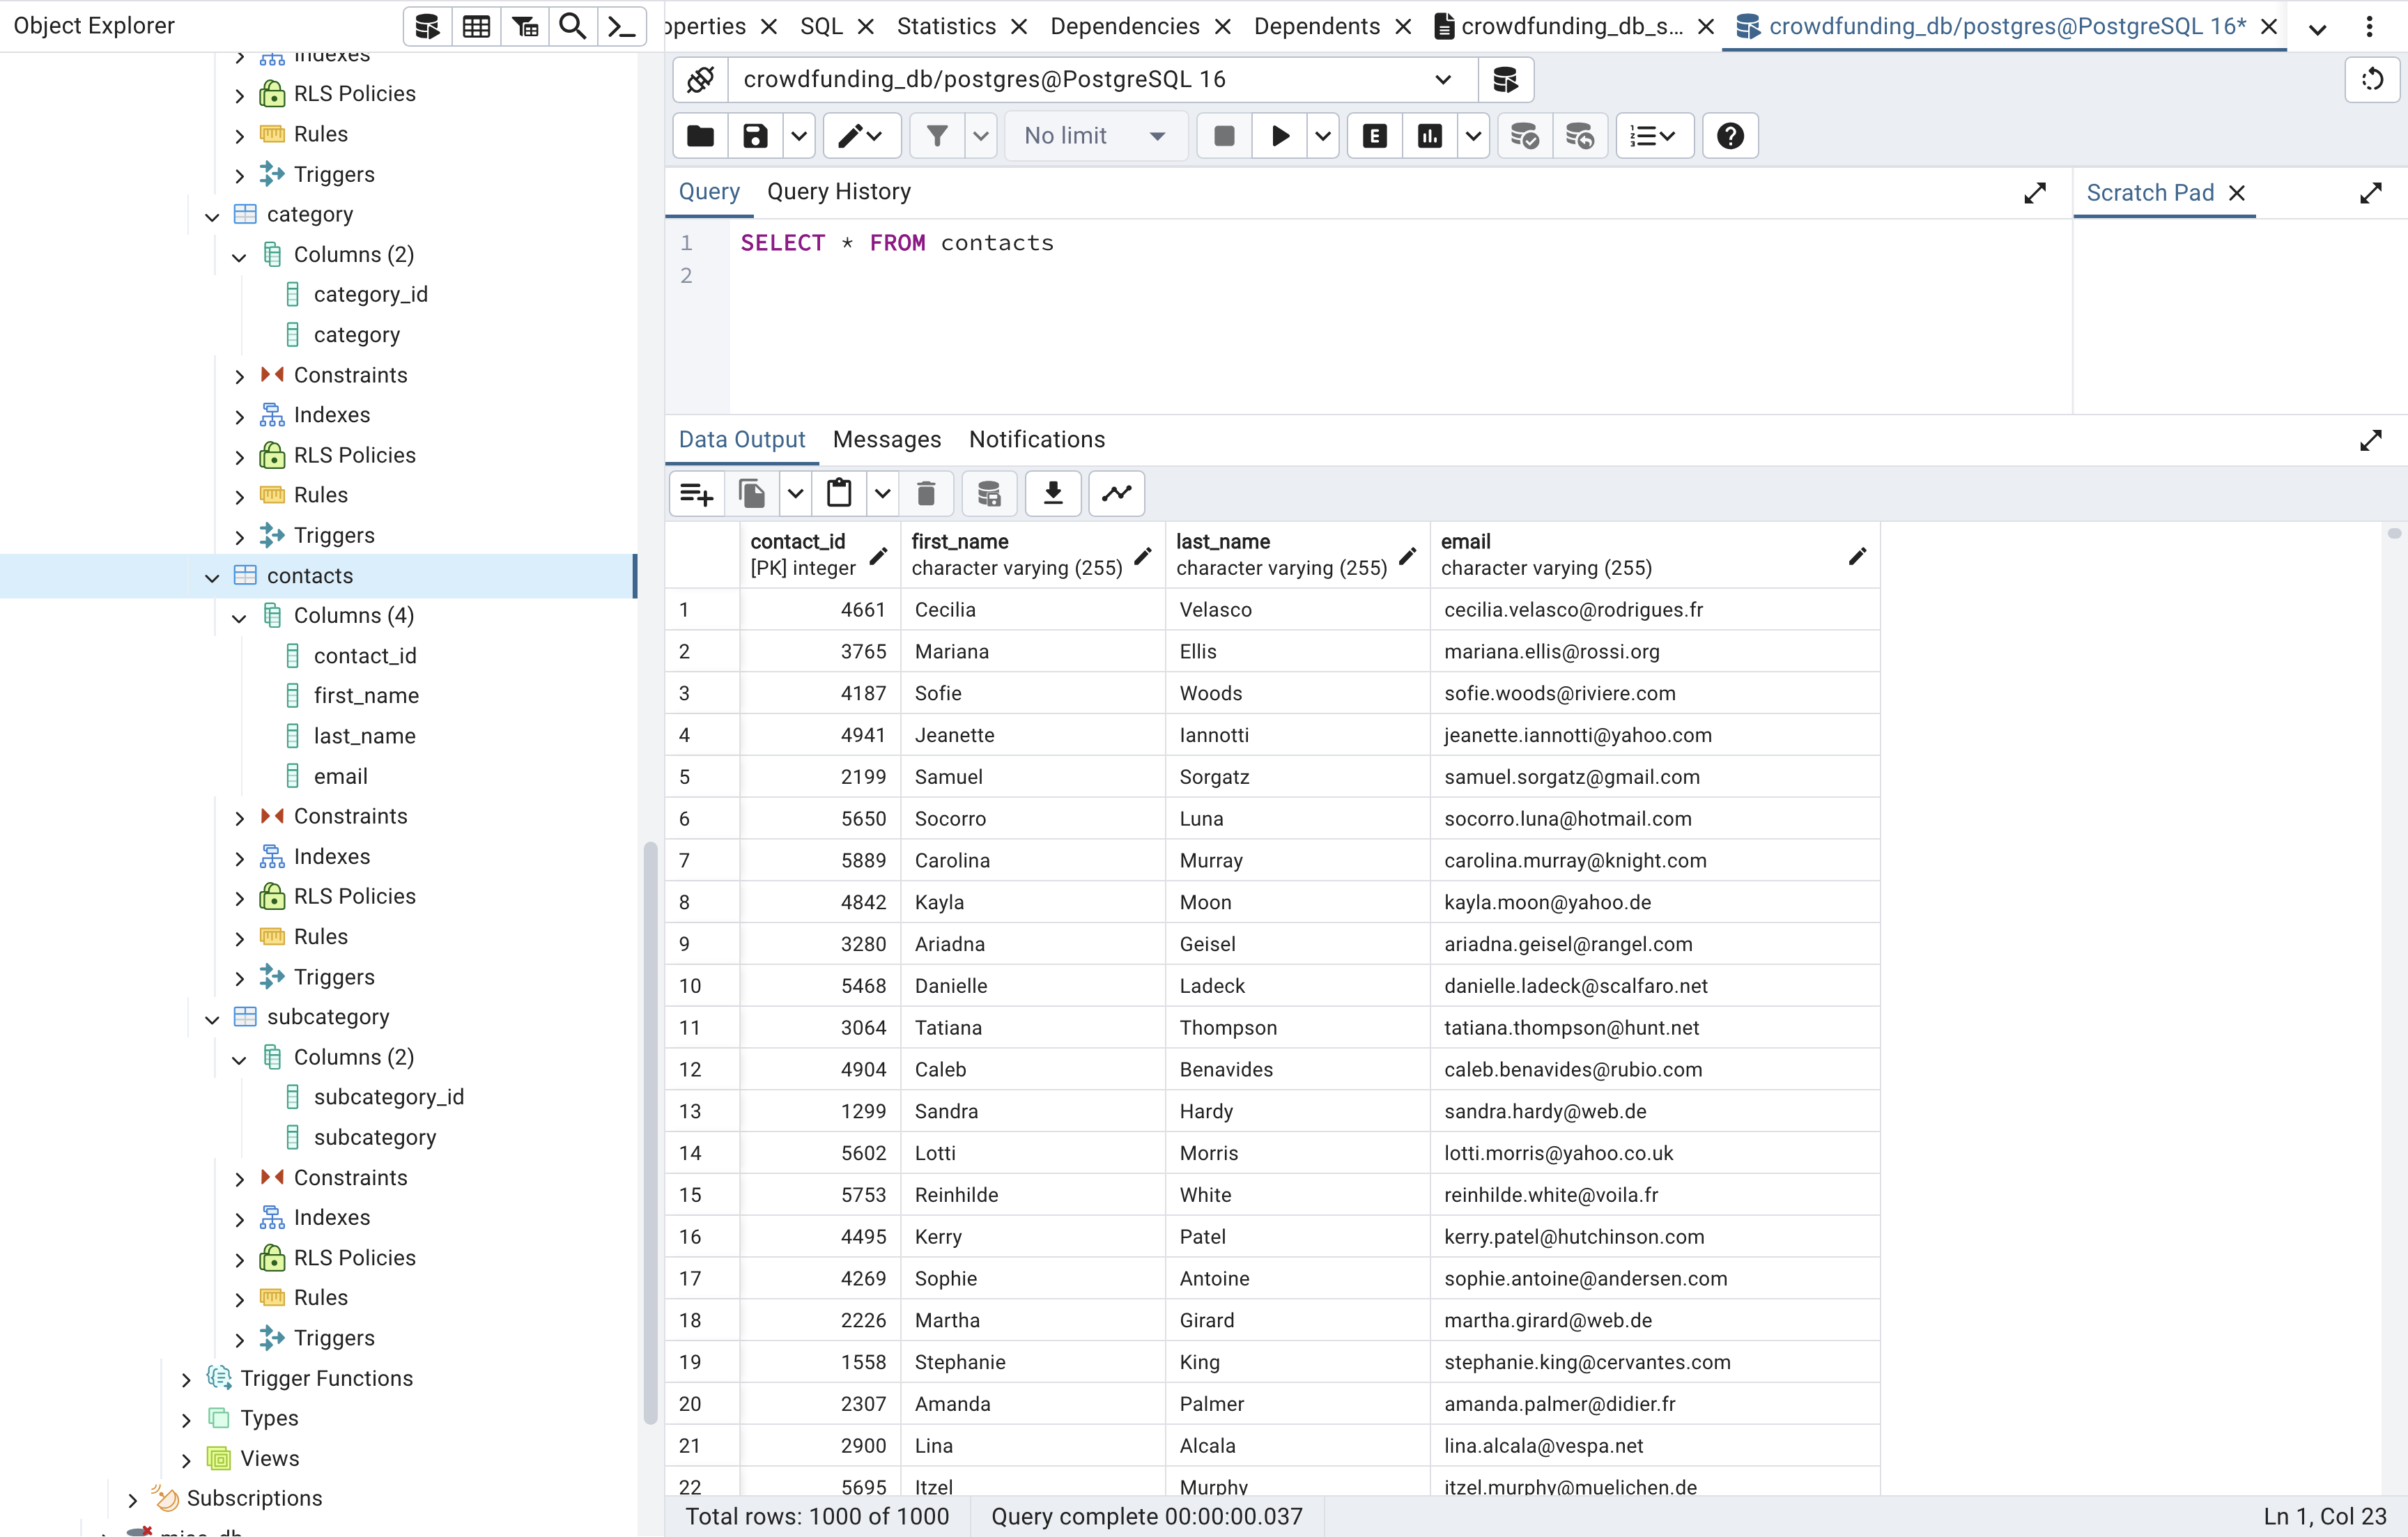 Object Explorer
Indexes
RLS Policies
Rules
Triggers
category
Columns (2)
category_id
category
Constraints
Indexes
RLS Policies
Rules
Triggers
contacts
Columns (4)
contact_id
first_name
last_name
email
Constraints
Indexes
RLS Policies
Rules
Triggers
subcategory
Columns (2)
subcategory_id
subcategory
Constraints
Indexes
RLS Policies
Rules
Triggers
Trigger Functions
Types
Views
Subscriptions
misc_db
operties SQL Statistics Dependencies Dependents crowdfunding_db_s... crowdfunding_db/postgres@PostgreSQL 16*
crowdfunding_db/postgres@PostgreSQL 16
No limit E
Query Query History Scratch Pad
1 SELECT * FROM contacts
2
Data Output Messages Notifications
contact_id first_name last_name email
[PK] integer character varying (255) character varying (255) character varying (255)
1 4661 Cecilia Velasco cecilia.velasco@rodrigues.fr
2 3765 Mariana Ellis mariana.ellis@rossi.org
3 4187 Sofie Woods sofie.woods@riviere.com
4 4941 Jeanette Iannotti jeanette.iannotti@yahoo.com
5 2199 Samuel Sorgatz samuel.sorgatz@gmail.com
6 5650 Socorro Luna socorro.luna@hotmail.com
7 5889 Carolina Murray carolina.murray@knight.com
8 4842 Kayla Moon kayla.moon@yahoo.de
9 3280 Ariadna Geisel ariadna.geisel@rangel.com
10 5468 Danielle Ladeck danielle.ladeck@scalfaro.net
11 3064 Tatiana Thompson tatiana.thompson@hunt.net
12 4904 Caleb Benavides caleb.benavides@rubio.com
13 1299 Sandra Hardy sandra.hardy@web.de
14 5602 Lotti Morris lotti.morris@yahoo.co.uk
15 5753 Reinhilde White reinhilde.white@voila.fr
16 4495 Kerry Patel kerry.patel@hutchinson.com
17 4269 Sophie Antoine sophie.antoine@andersen.com
18 2226 Martha Girard martha.girard@web.de
19 1558 Stephanie King stephanie.king@cervantes.com
20 2307 Amanda Palmer amanda.palmer@didier.fr
21 2900 Lina Alcala lina.alcala@vespa.net
22 5695 Itzel Murphy itzel.murphy@muelichen.de
Total rows: 1000 of 1000 Query complete 00:00:00.037 Ln 1, Col 23